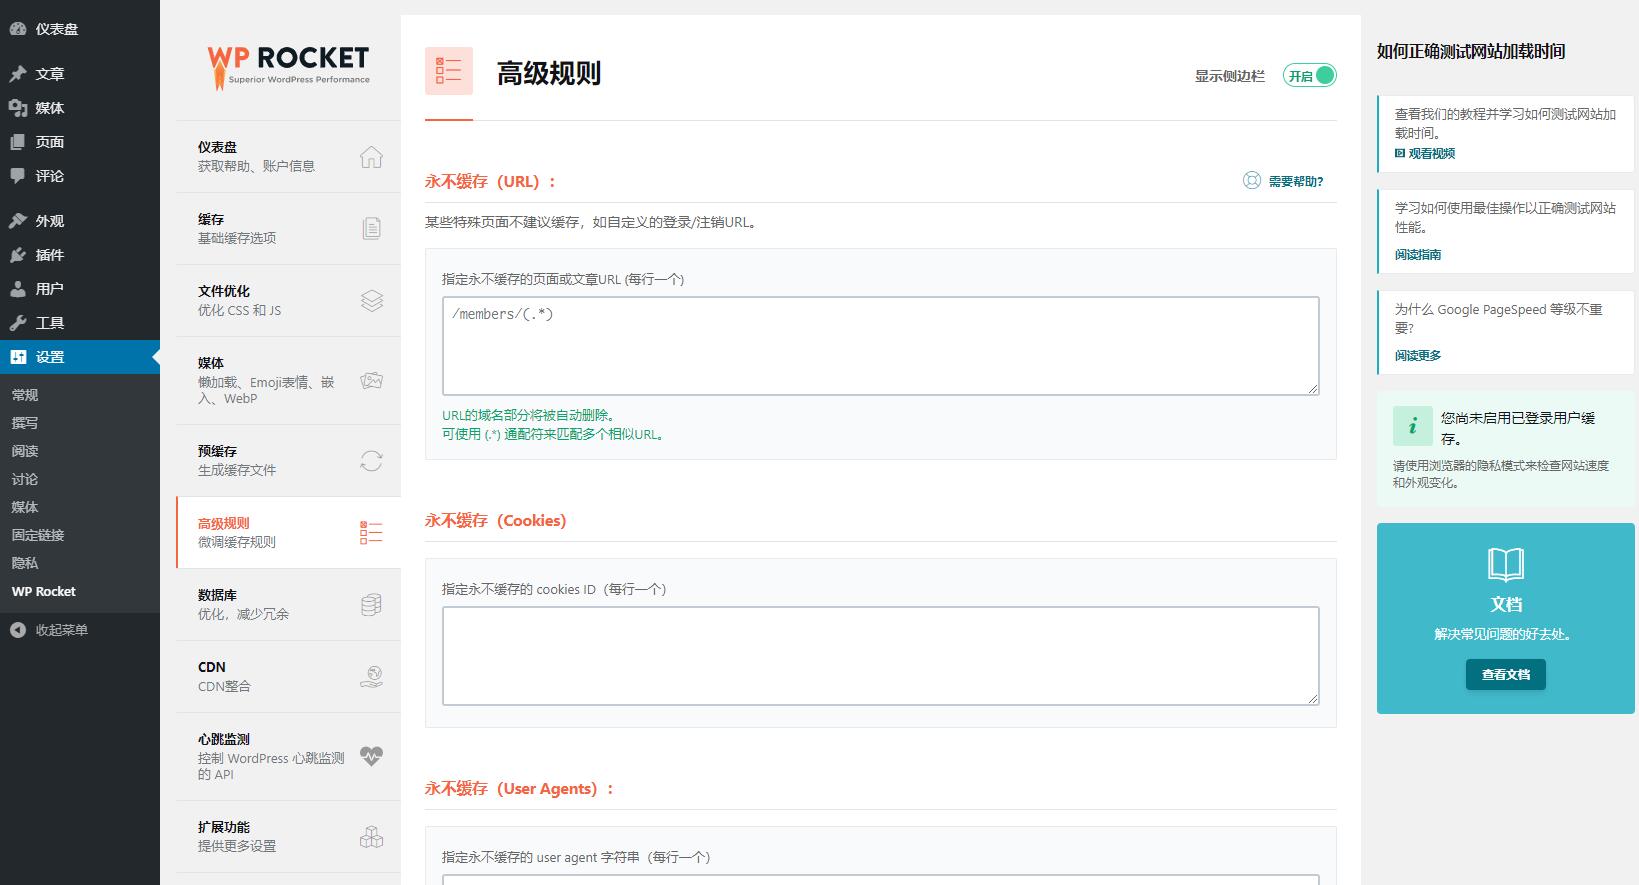 仪表盘
文章
媒体
页面
评论
外观
插件
用户
工具
设置
常规
撰写
阅读
讨论
媒体
固定链接
隐私
WP Rocket
收起菜单
WP ROCKET
Superior WordPress Performance
仪表盘
获取帮助、账户信息
缓存
基础缓存选项
文件优化
优化 CSS 和 JS
媒体
懒加载、Emoji表情、嵌
入、WebP
预缓存
生成缓存文件
高级规则
微调缓存规则
数据库
优化，减少冗余
CDN
CDN整合
心跳监测
控制 WordPress 心跳监测
的 API
扩展功能
提供更多设置
高级规则
显示侧边栏
开启
永不缓存（URL）：
需要帮助?
某些特殊页面不建议缓存，如自定义的登录/注销URL。
指定永不缓存的页面或文章URL (每行一个)
/members/(.*)
URL的域名部分将被自动删除。
可使用 (.*) 通配符来匹配多个相似URL。
永不缓存（Cookies）
指定永不缓存的 cookies ID（每行一个）
永不缓存（User Agents）：
指定永不缓存的 user agent 字符串（每行一个）
如何正确测试网站加载时间
查看我们的教程并学习如何测试网站加
载时间。
观看视频
学习如何使用最佳操作以正确测试网站
性能。
阅读指南
为什么 Google PageSpeed 等级不重
要?
阅读更多
i
您尚未启用已登录用户缓
存。
请使用浏览器的隐私模式来检查网站速度
和外观变化。
文档
解决常见问题的好去处。
查看文档